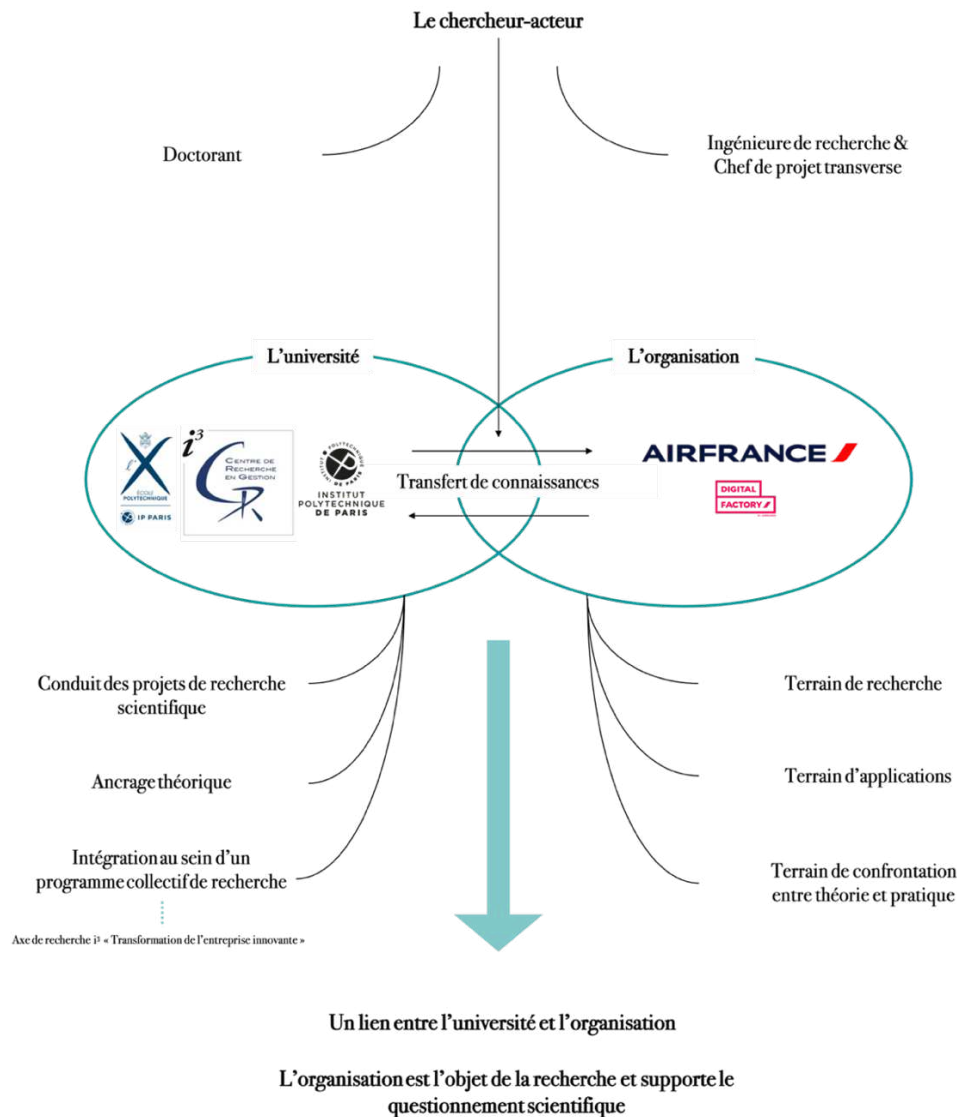 Le chercheur-acteur
Doctorant
Ingénieure de recherche &
Chef de projet transverse
L'université
L'organisation
ÉCOLE
POLYTECHNIQUE
IP PARIS
i³
CENTRE DE
RECHERCHE
EN GESTION
INSTITUT
POLYTECHNIQUE
DE PARIS
Transfert de connaissances
AIRFRANCE
DIGITAL
FACTORY
Conduit des projets de recherche
scientifique
Ancrage théorique
Intégration au sein d'un
programme collectif de recherche
Axe de recherche i³ « Transformation de l'entreprise innovante »
Terrain de recherche
Terrain d'applications
Terrain de confrontation
entre théorie et pratique
Un lien entre l'université et l'organisation
L'organisation est l'objet de la recherche et supporte le
questionnement scientifique